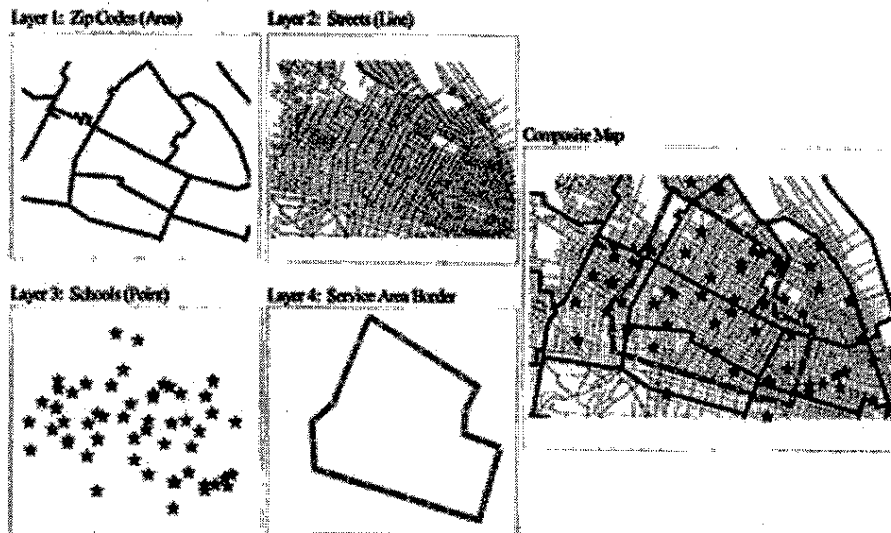 Layer 1: Zip Codes (Area)
Layer 2: Streets (Line)
Composite Map
Layer 3: Schools (Point)
Layer 4: Service Area Border